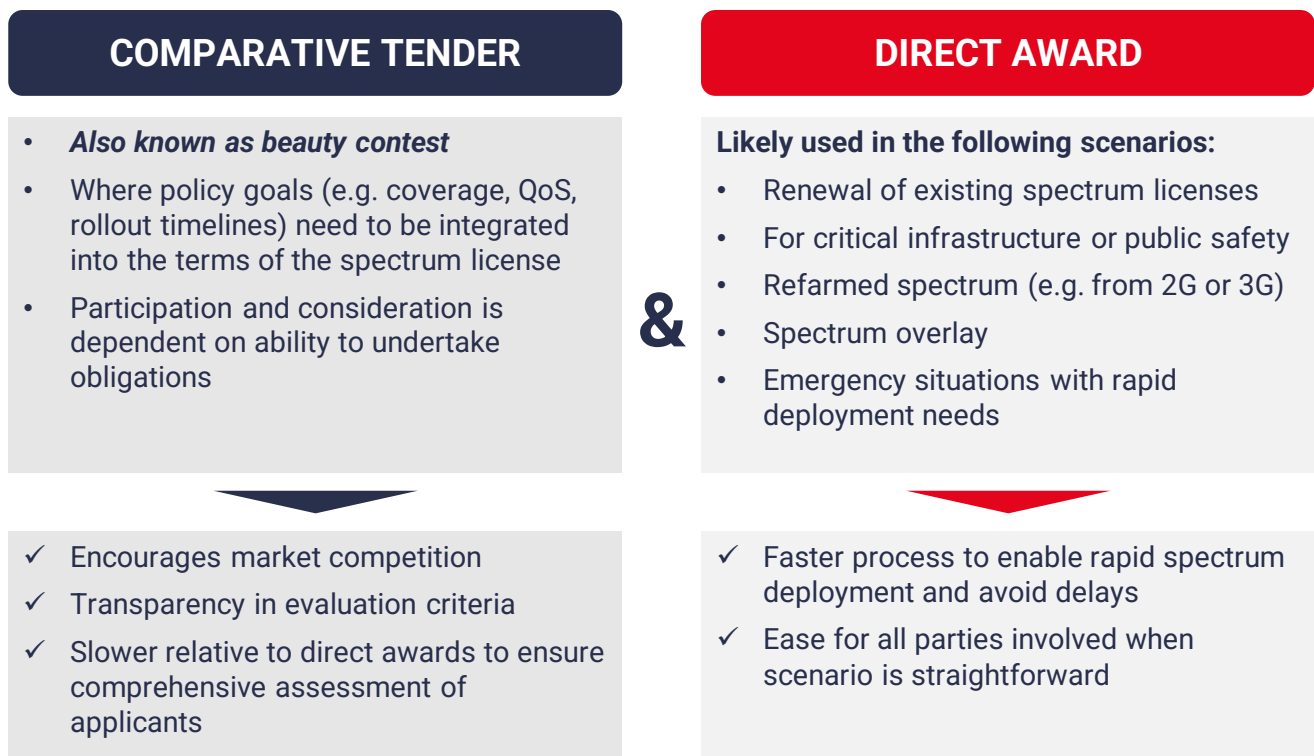 COMPARATIVE TENDER
• Also known as beauty contest
• Where policy goals (e.g. coverage, QoS,
rollout timelines) need to be integrated
into the terms of the spectrum license
• Participation and consideration is
dependent on ability to undertake
obligations
✓ Encourages market competition
✓ Transparency in evaluation criteria
✓ Slower relative to direct awards to ensure
comprehensive assessment of
applicants
&
DIRECT AWARD
Likely used in the following scenarios:
• Renewal of existing spectrum licenses
• For critical infrastructure or public safety
• Refarmed spectrum (e.g. from 2G or 3G)
• Spectrum overlay
• Emergency situations with rapid
deployment needs
✓ Faster process to enable rapid spectrum
deployment and avoid delays
✓ Ease for all parties involved when
scenario is straightforward